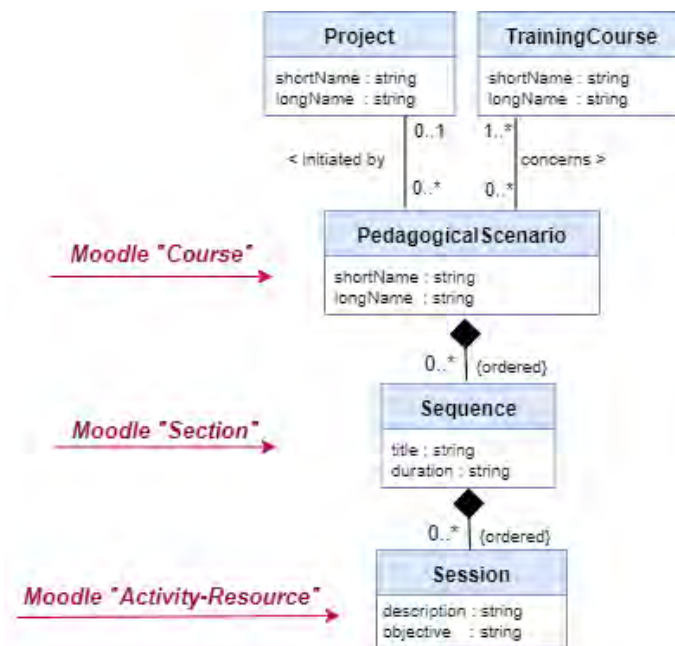 Project
TrainingCourse
shortName : string
longName : string
shortName : string
longName : string
0..1
1..*
< initiated by
concerns >
0..*
0..*
PedagogicalScenario
Moodle "Course"
shortName : string
longName : string
0..*
{ordered}
Sequence
Moodle "Section"
title : string
duration : string
0..*
{ordered}
Session
Moodle "Activity-Resource"
description : string
objective : string